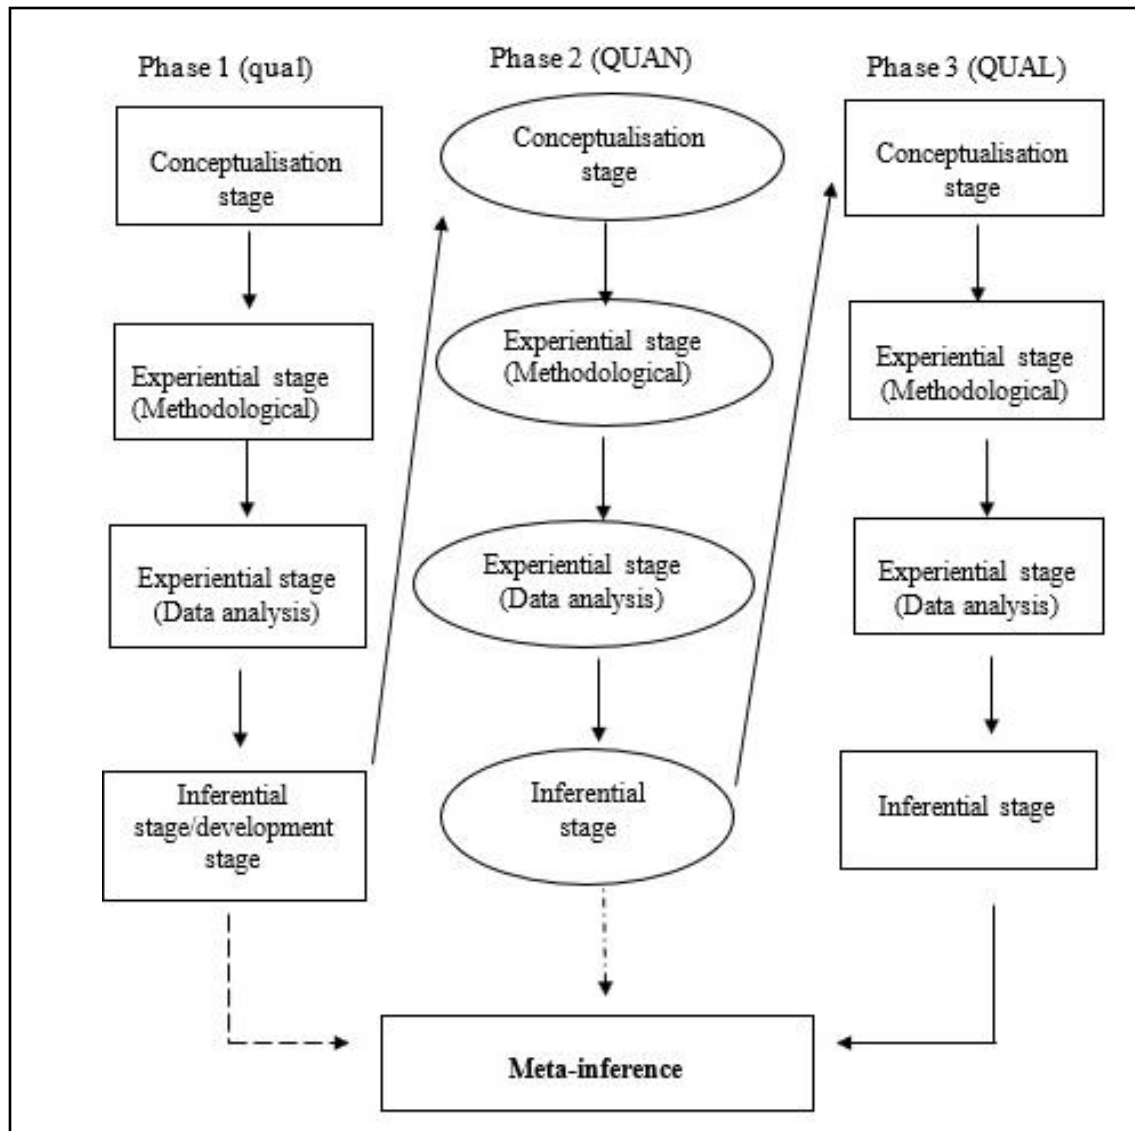 Phase 1 (qual)
Conceptualisation
stage
Experiential stage
(Methodological)
Experiential stage
(Data analysis)
Inferential
stage/development
stage
Phase 2 (QUAN)
Conceptualisation
stage
Experiential stage
(Methodological)
Experiential stage
(Data analysis)
Inferential
stage
Phase 3 (QUAL)
Conceptualisation
stage
Experiential stage
(Methodological)
Experiential stage
(Data analysis)
Inferential stage
Meta-inference